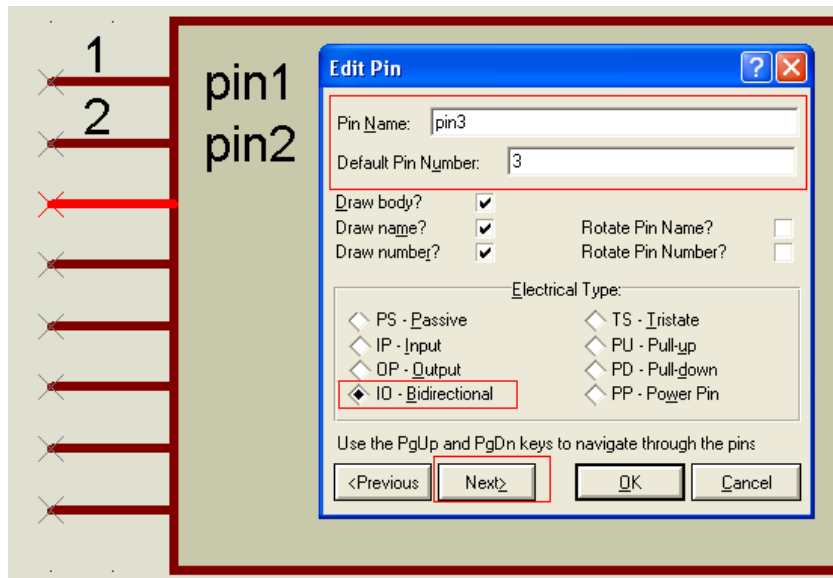 1
pin1
2
pin2
Edit Pin
?
Pin Name: pin3
Default Pin Number: 3
Draw body?
Draw name? Rotate Pin Name?
Draw number? Rotate Pin Number?
Electrical Type:
PS - Passive TS - Tristate
IP - Input PU - Pull-up
OP - Output PD - Pull-down
IO - Bidirectional PP - Power Pin
Use the PgUp and PgDn keys to navigate through the pins
<Previous Next> OK Cancel